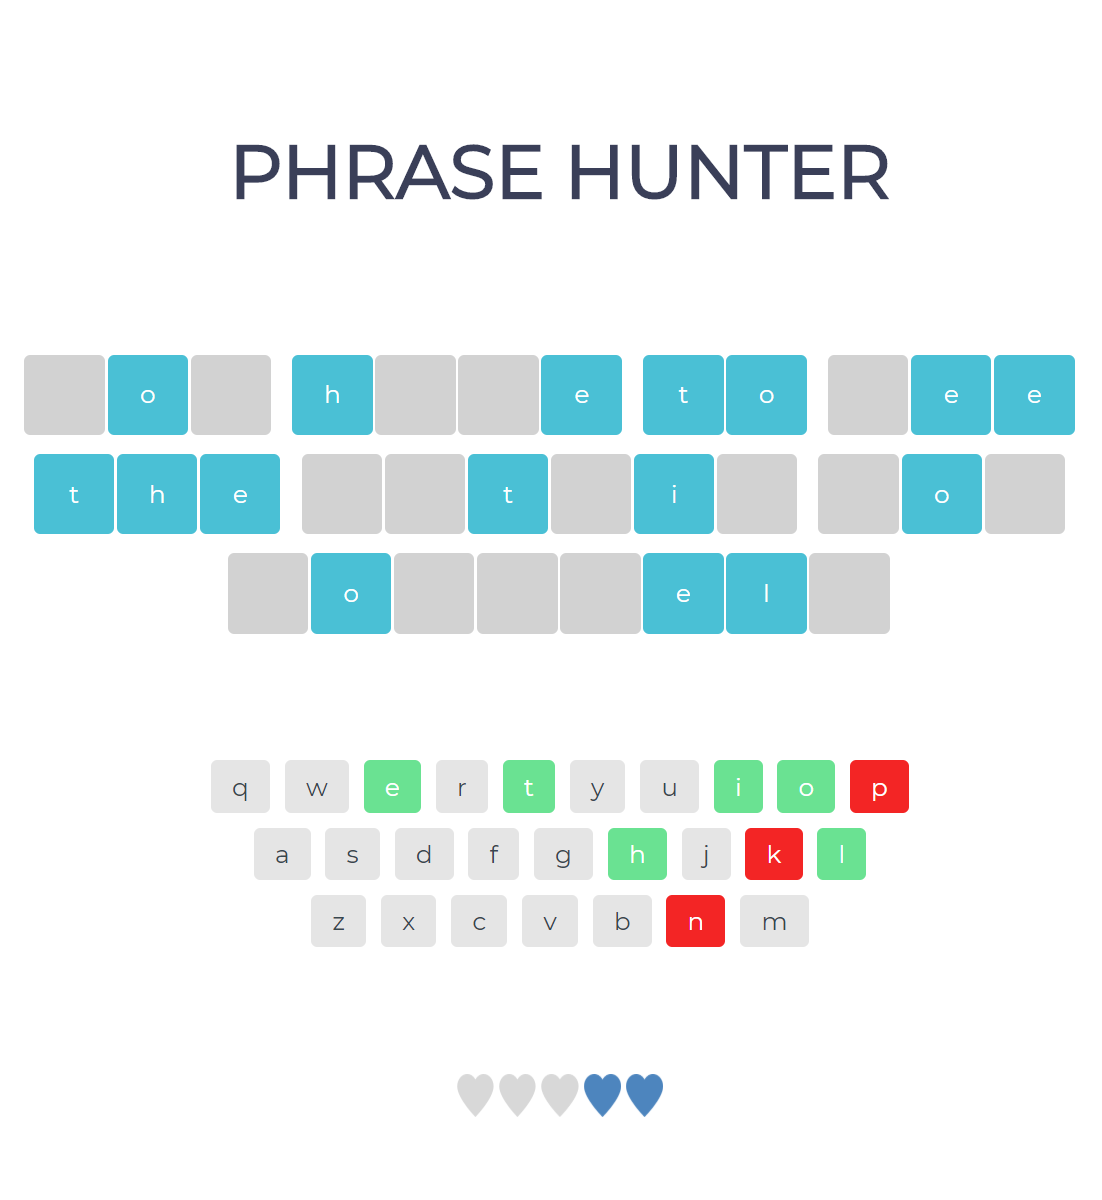 PHRASE HUNTER
o h e t o e e
t h e t i o
o e l
q w e r t y u i o p
a s d f g h j k l
z x c v b n m